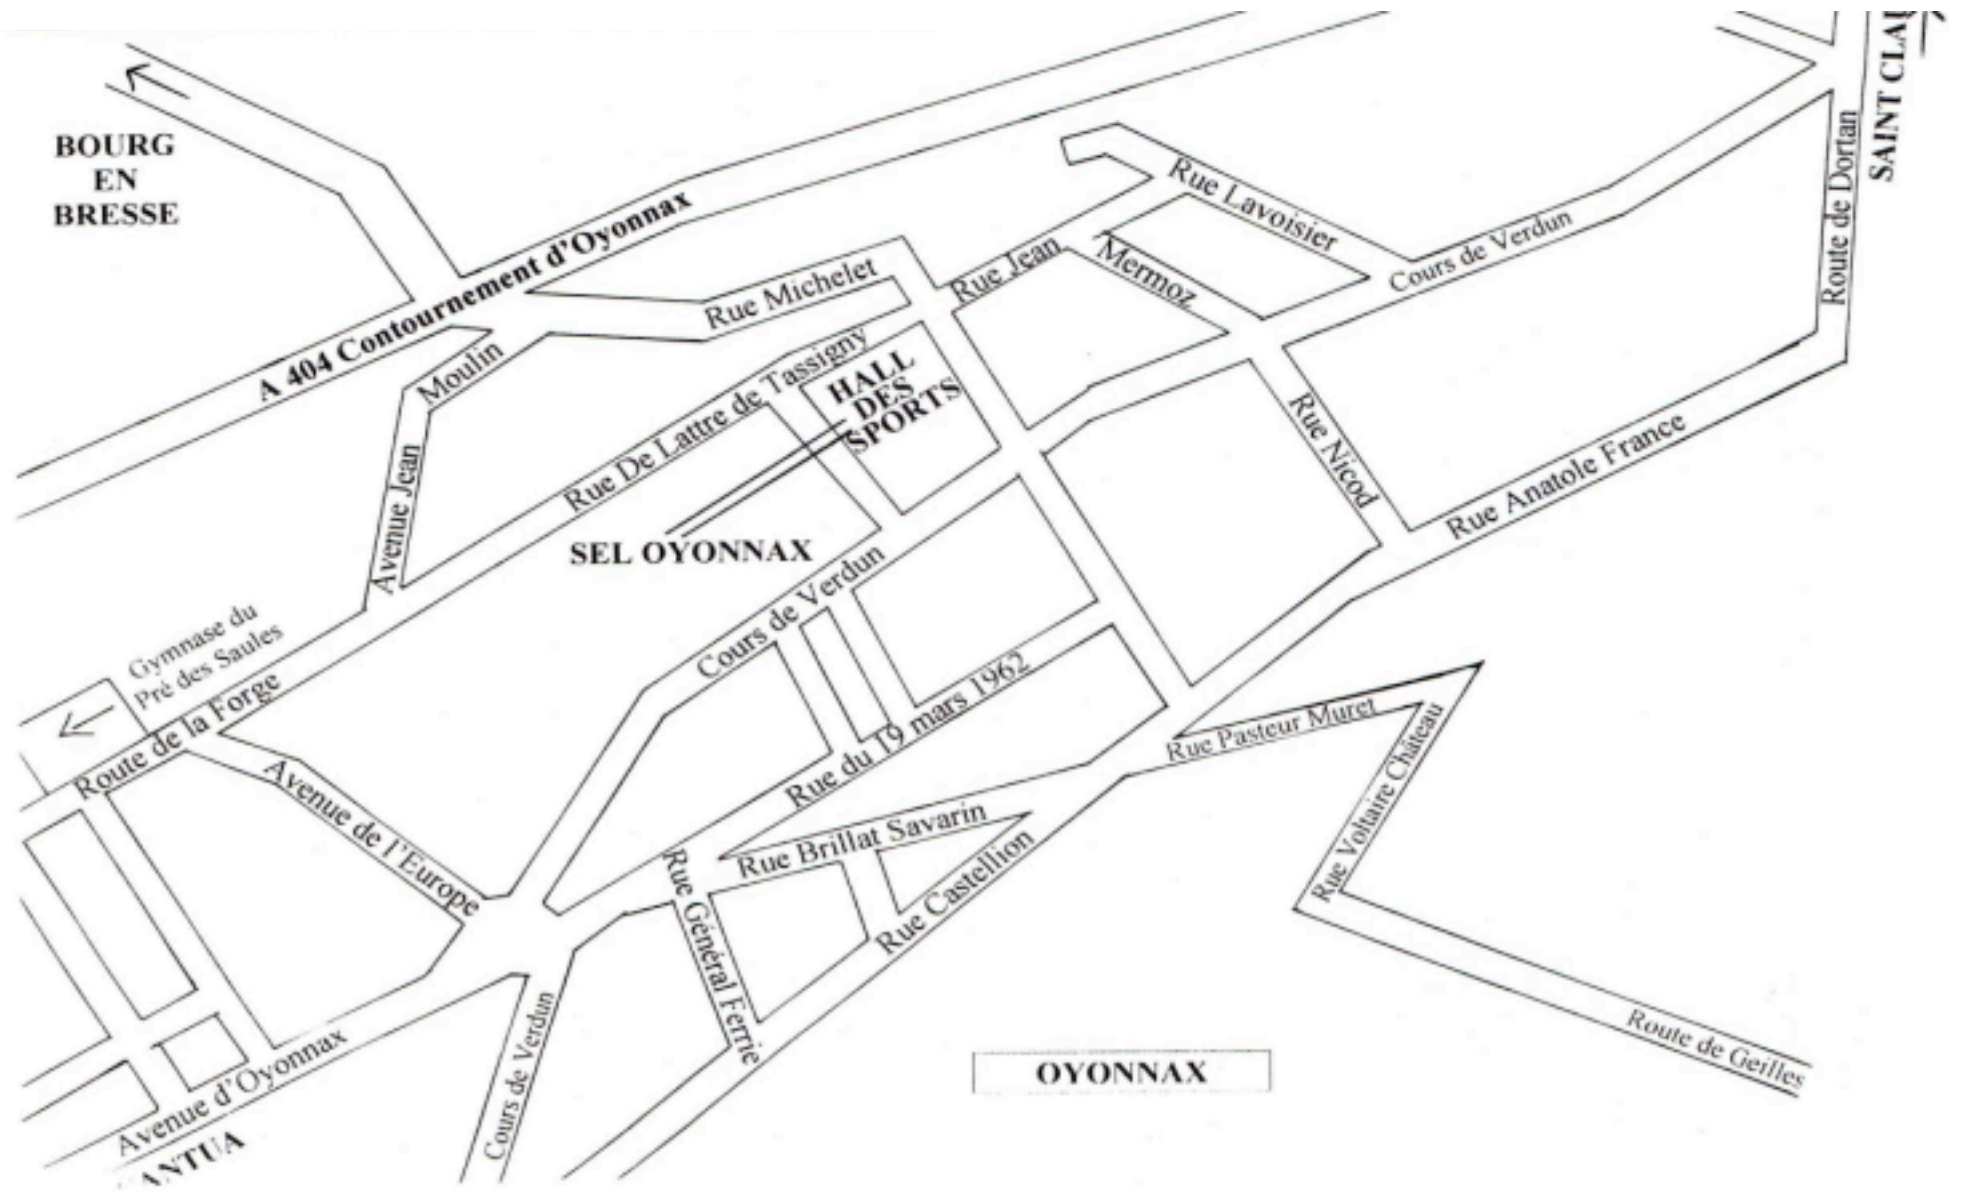 SAINT CLAI
BOURG
EN
BRESSE
A 404 Contournement d'Oyonnax
Rue Lavoisier
Route de Dortan
Cours de Verdun
Rue Jean
Mermoz
Rue Michelet
Moulin
Avenue Jean
Rue De Lattre de Tassigny
HALL
DES
SPORTS
Rue Nicod
Rue Anatole France
SEL OYONNAX
Cours de Verdun
Gymnase du
Pré des Saules
Route de la Forge
Rue du 19 mars 1962
Rue Pasteur Muret
Avenue de l'Europe
Rue Voltaire Château
Rue Brillat Savarin
Rue Castellion
Rue Général Ferrie
Cours de Verdun
Route de Geilles
OYONNAX
Avenue d'Oyonnax
ANTUA